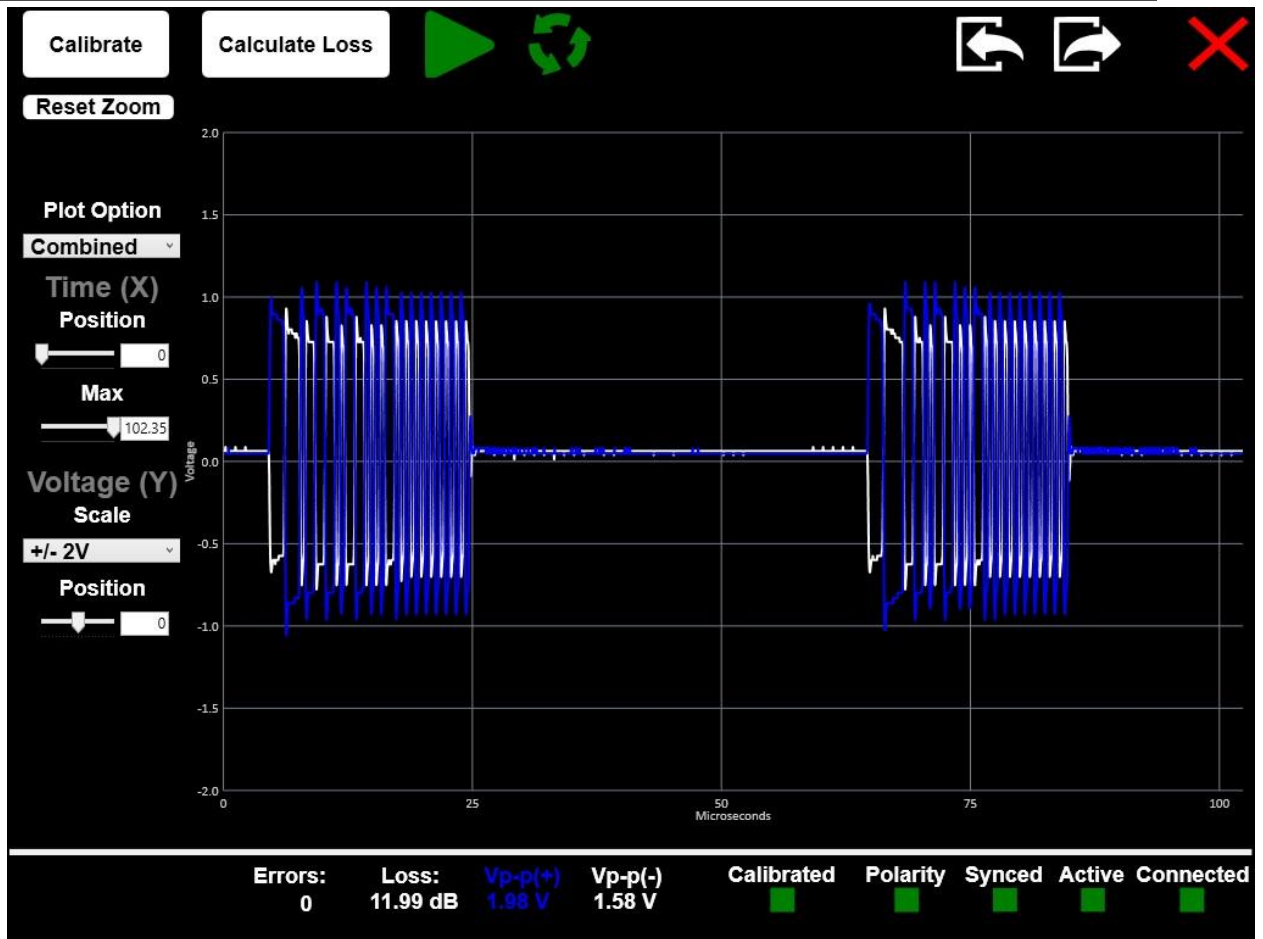 Calibrate
Calculate Loss
Reset Zoom
Plot Option
Combined
Time (X)
Position
0
Max
102.35
Voltage (Y)
Scale
+/- 2V
Position
0
2.0
1.5
1.0
0.5
0.0
-0.5
-1.0
-1.5
-2.0
Voltage
0 25 50 75 100
Microseconds
Errors: Loss: Vp-p(+) Vp-p(-) Calibrated Polarity Synced Active Connected
0 11.99 dB 1.98 V 1.58 V